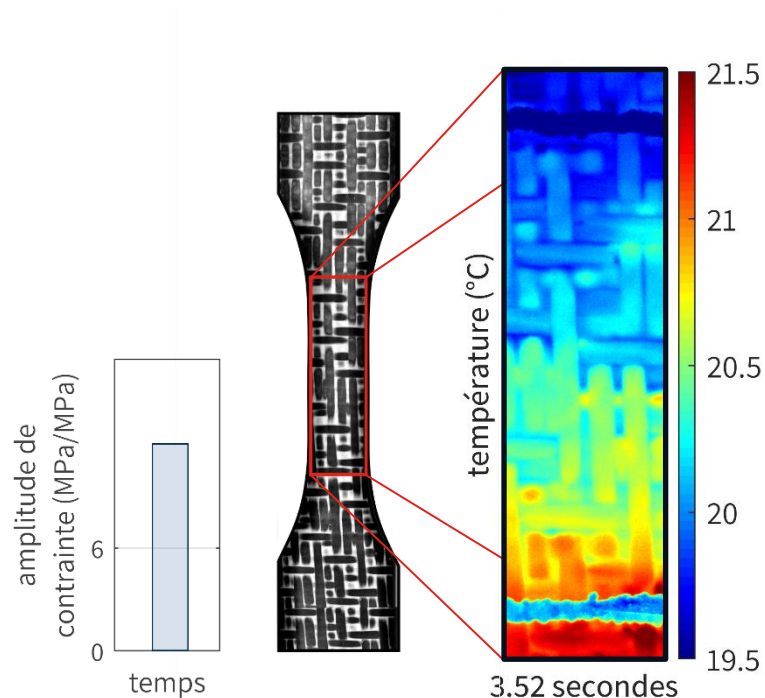 amplitude de
contrainte (MPa/MPa)
6
0
temps
température (°C)
21.5
21
20.5
20
19.5
3.52 secondes